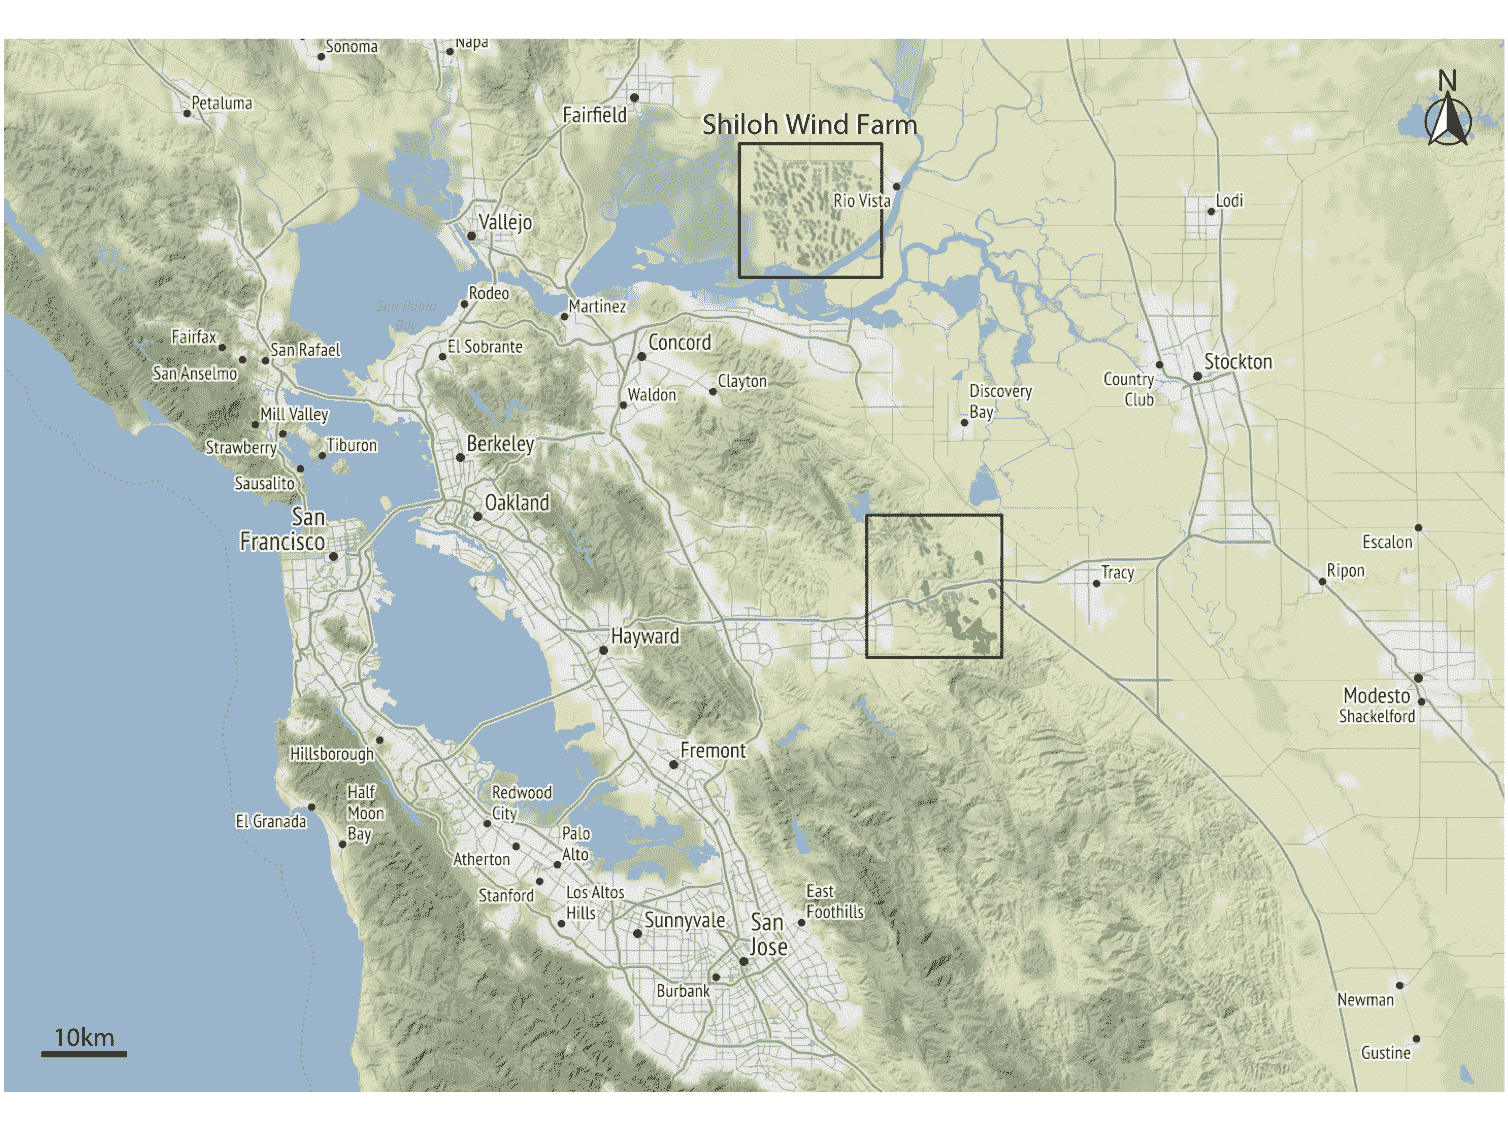 Sonoma
Napa
Petaluma
Fairfield
Shiloh Wind Farm
N
Rio Vista
Lodi
Vallejo
Rodeo
San Pablo
Bay
Martinez
Fairfax
San Rafael
El Sobrante
Concord
San Anselmo
Clayton
Stockton
Country
Club
Waldon
Discovery
Bay
Mill Valley
Strawberry
Tiburon
Berkeley
Sausalito
Oakland
San
Francisco
Escalon
Ripon
Tracy
Hayward
Modesto
Shackelford
Hillsborough
Fremont
Half
Moon
Bay
El Granada
Redwood
City
Palo
Alto
Atherton
Stanford
Los Altos
Hills
East
Foothills
Sunnyvale
San
Jose
Burbank
Newman
Gustine
10km